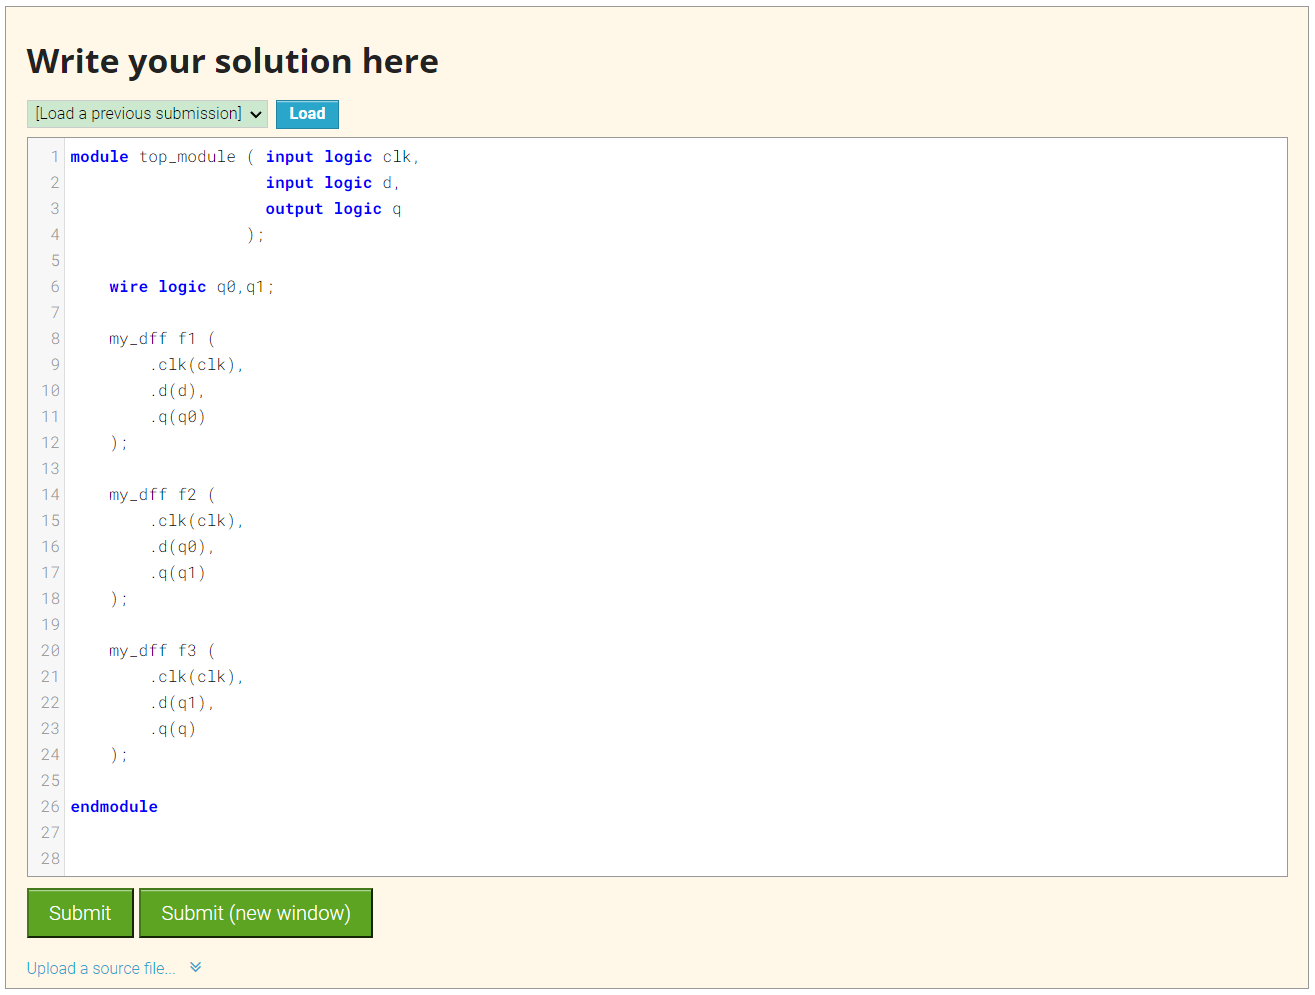 Write your solution here
[Load a previous submission] Load
1 module top_module ( input logic clk,
2 input logic d,
3 output logic q
4 );
5
6 wire logic q0,q1;
7
8 my_dff f1 (
9 .clk(clk),
10 .d(d),
11 .q(q0)
12 );
13
14 my_dff f2 (
15 .clk(clk),
16 .d(q0),
17 .q(q1)
18 );
19
20 my_dff f3 (
21 .clk(clk),
22 .d(q1),
23 .q(q)
24 );
25
26 endmodule
27
28
Submit Submit (new window)
Upload a source file...